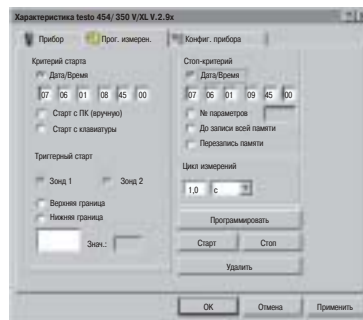 Характеристика testo 454/ 350 V/XL V.2.9x
Прибор
Прог. измерен.
Конфиг. прибора
Критерий старта
Дата/Время
07 06 01 08 45 00
Старт с ПК (вручную)
Старт с клавиатуры
Триггерный старт
Зонд 1 Зонд 2
Верхняя граница
Нижняя граница
Знач.:
Стоп-критерий
Дата/Время
07 06 01 09 45 00
№ параметров
До записи всей памяти
Перезапись памяти
Цикл измерений
1,0 с
Программировать
Старт Стоп
Удалить
OK Отмена Применить